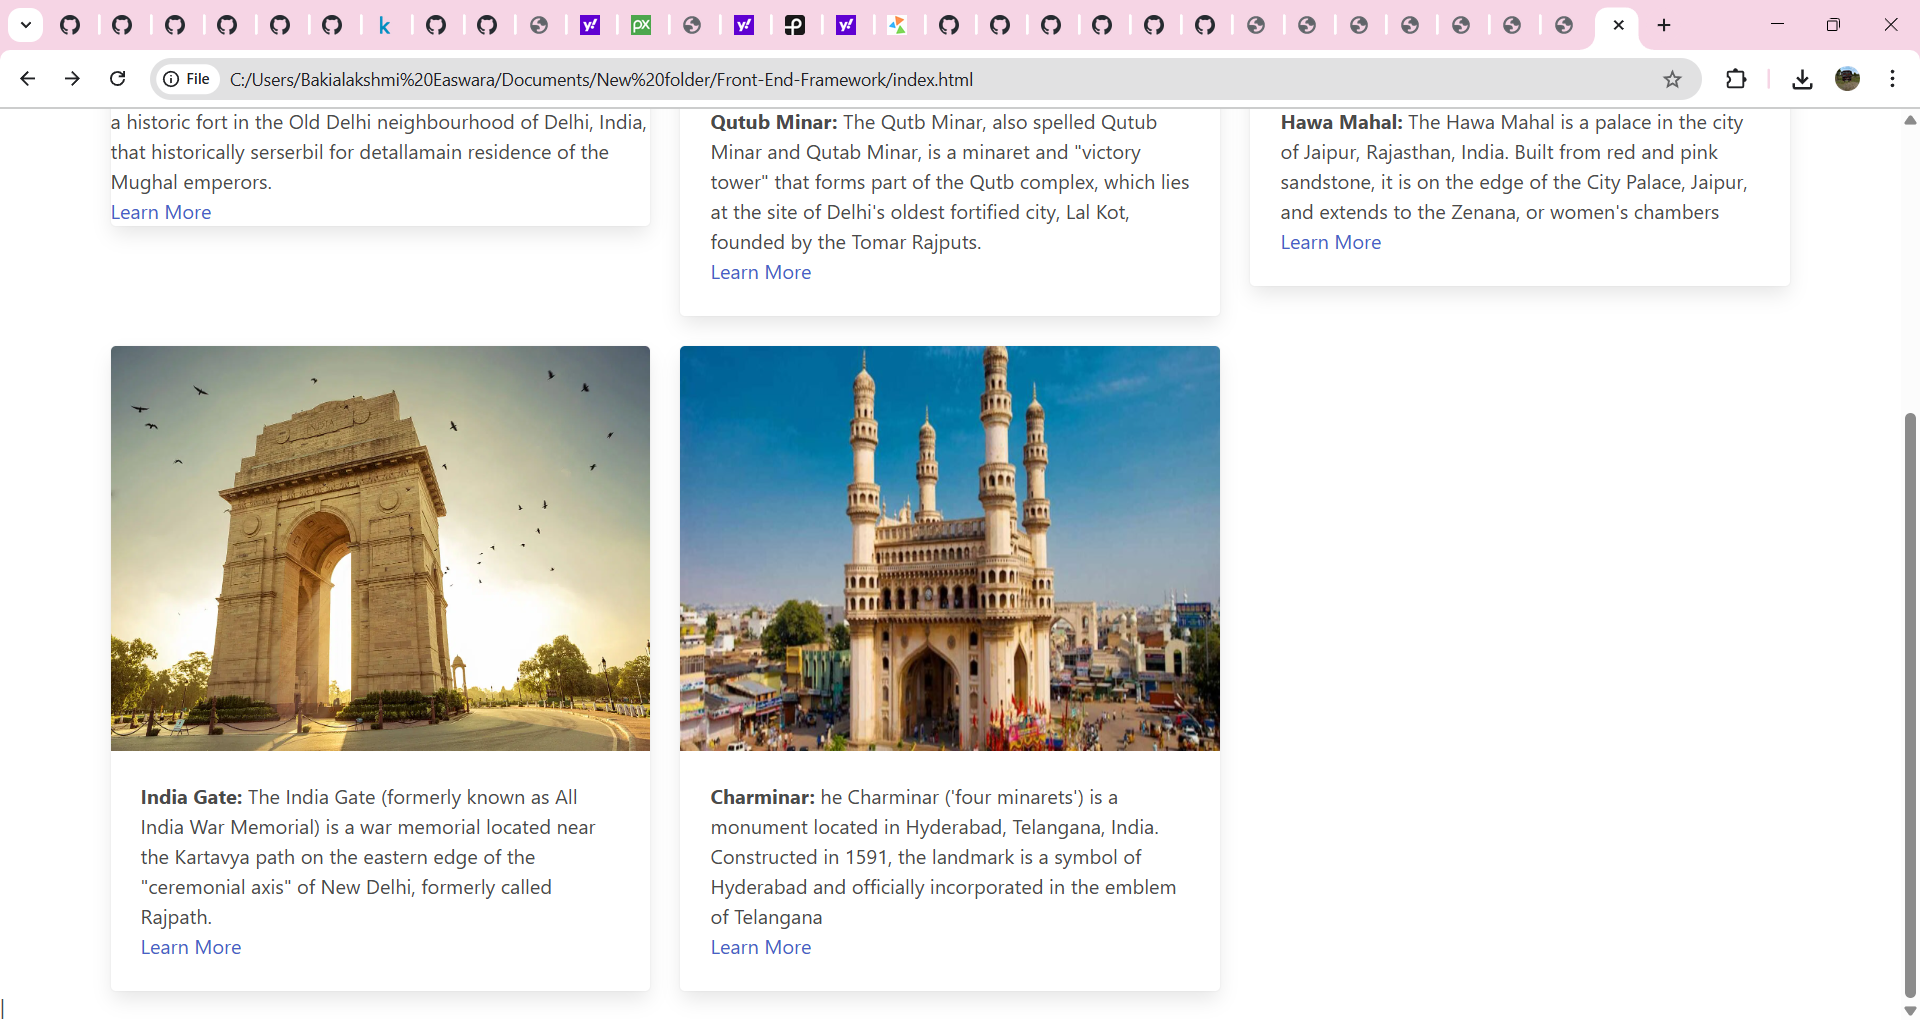 File C:/Users/Bakialakshmi%20Easwara/Documents/New%20folder/Front-End-Framework/index.html
a historic fort in the Old Delhi neighbourhood of Delhi, India,
that historically serserbil for detallamain residence of the
Mughal emperors.
Learn More
Qutub Minar: The Qutb Minar, also spelled Qutub
Minar and Qutab Minar, is a minaret and "victory
tower" that forms part of the Qutb complex, which lies
at the site of Delhi's oldest fortified city, Lal Kot,
founded by the Tomar Rajputs.
Learn More
Hawa Mahal: The Hawa Mahal is a palace in the city
of Jaipur, Rajasthan, India. Built from red and pink
sandstone, it is on the edge of the City Palace, Jaipur,
and extends to the Zenana, or women's chambers
Learn More
INDIA
India Gate: The India Gate (formerly known as All
India War Memorial) is a war memorial located near
the Kartavya path on the eastern edge of the
"ceremonial axis" of New Delhi, formerly called
Rajpath.
Learn More
Charminar: he Charminar ('four minarets') is a
monument located in Hyderabad, Telangana, India.
Constructed in 1591, the landmark is a symbol of
Hyderabad and officially incorporated in the emblem
of Telangana
Learn More